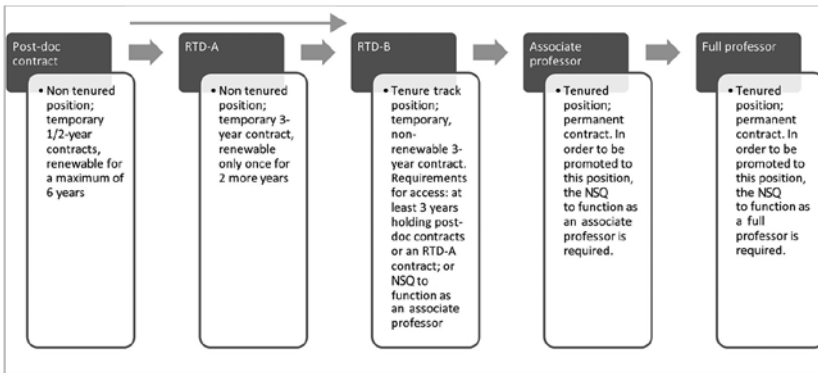 Post-doc
contract
• Non tenured
position;
temporary
1/2-year
contracts,
renewable for
a maximum of
6 years
RTD-A
• Non tenured
position;
temporary 3-
year contract,
renewable
only once for
2 more years
RTD-B
• Tenure track
position;
temporary,
non-
renewable 3-
year contract.
Requirements
for access: at
least 3 years
holding post-
doc contracts
or an RTD-A
contract; or
NSQ to
function as
an associate
professor
Associate
professor
• Tenured
position;
permanent
contract. In
order to be
promoted to
this position,
the NSQ
to function as
an associate
professor is
required.
Full professor
• Tenured
position;
permanent
contract. In
order to be
promoted to
this position,
the NSQ
to function as
a full
professor is
required.